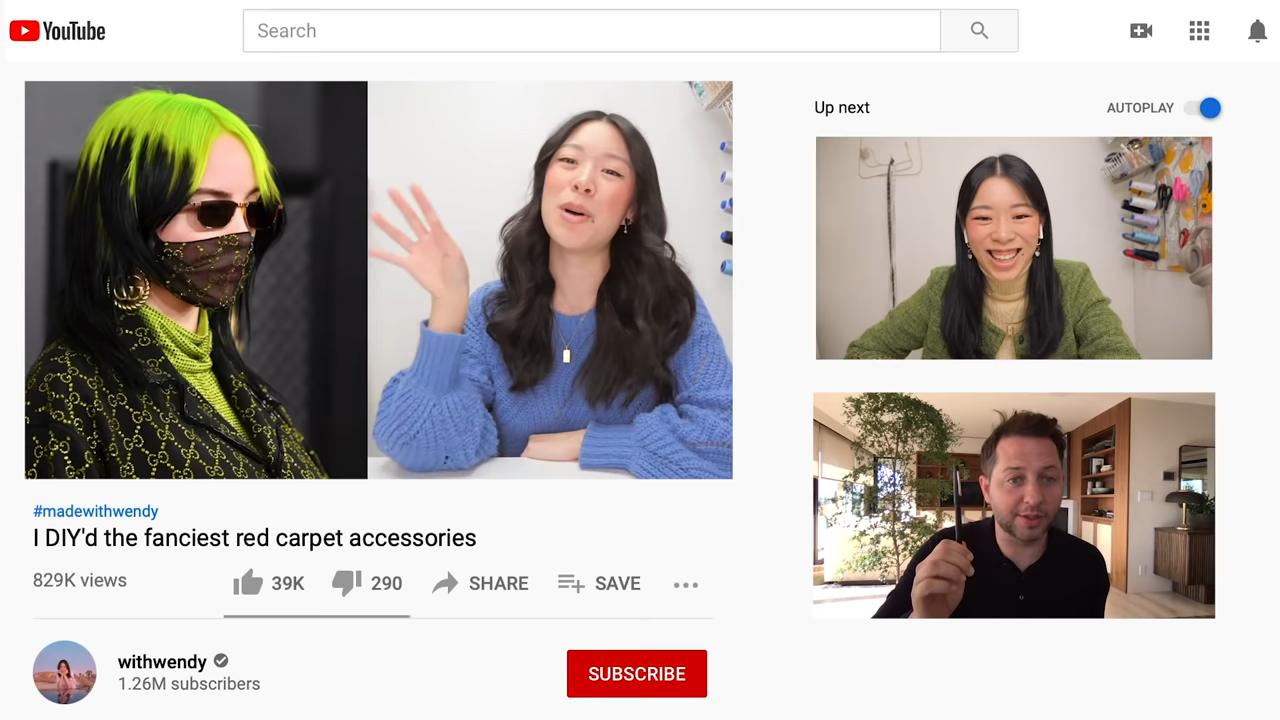 YouTube
Search
Up next
AUTOPLAY
#madewithwendy
I DIY'd the fanciest red carpet accessories
829K views
39K
290
SHARE
SAVE
withwendy
1.26M subscribers
SUBSCRIBE